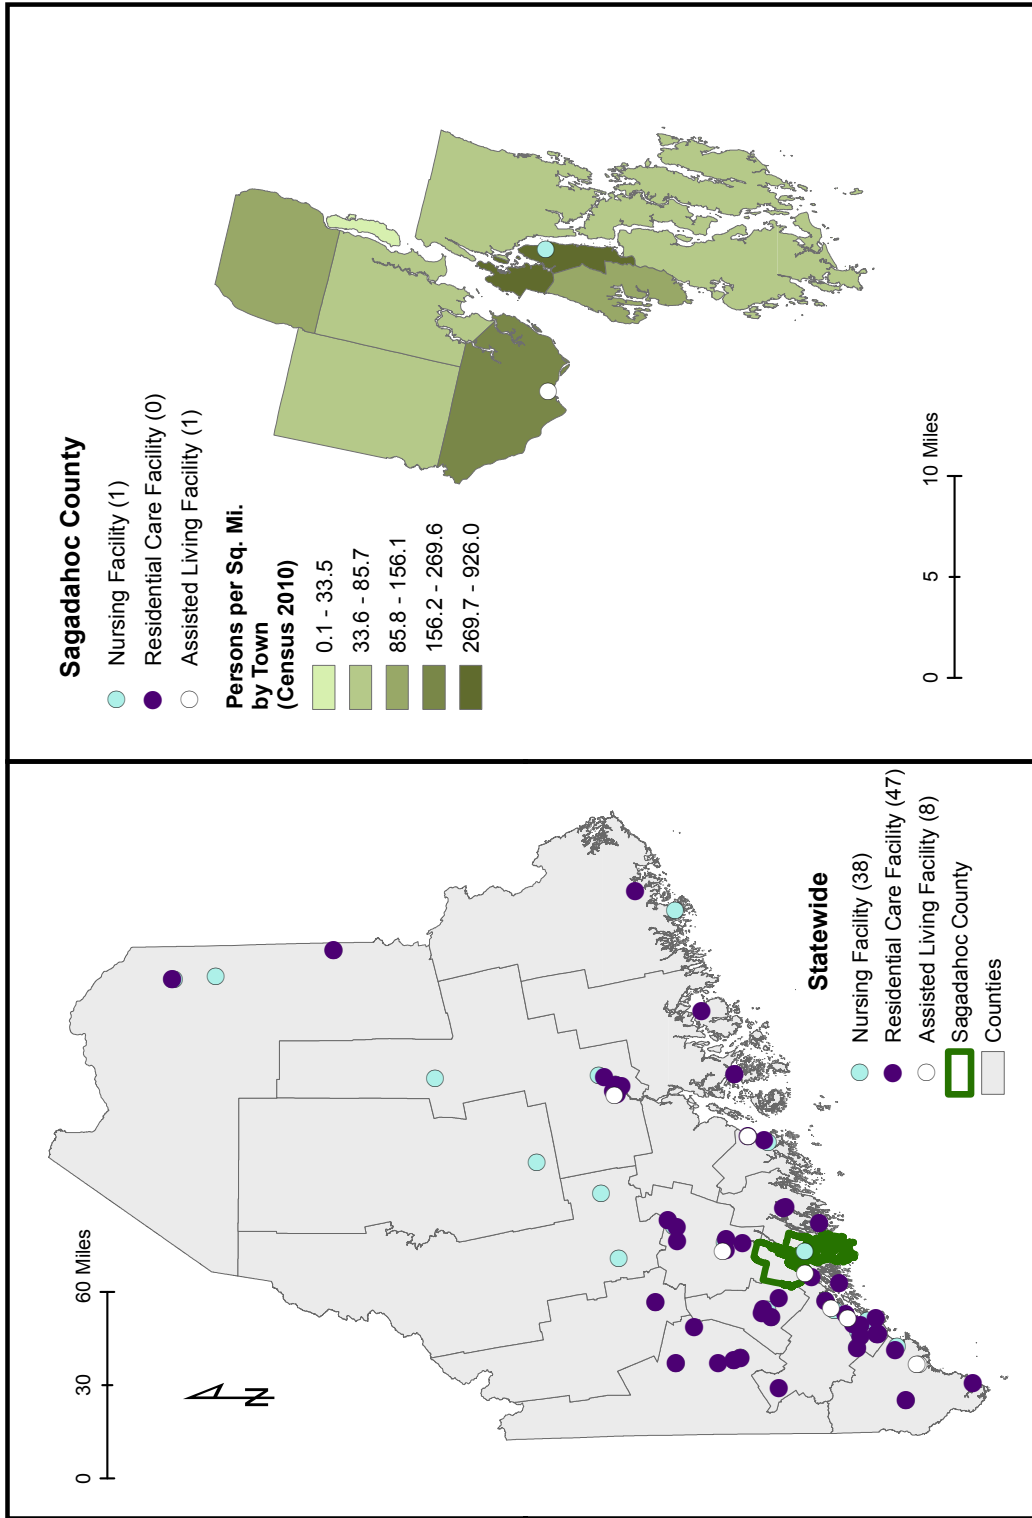 0 30 60 Miles
N
Statewide
Nursing Facility (38)
Residential Care Facility (47)
Assisted Living Facility (8)
Sagadahoc County
Counties
Sagadahoc County
Nursing Facility (1)
Residential Care Facility (0)
Assisted Living Facility (1)
Persons per Sq. Mi.
by Town
(Census 2010)
0.1 - 33.5
33.6 - 85.7
85.8 - 156.1
156.2 - 269.6
269.7 - 926.0
0 5 10 Miles